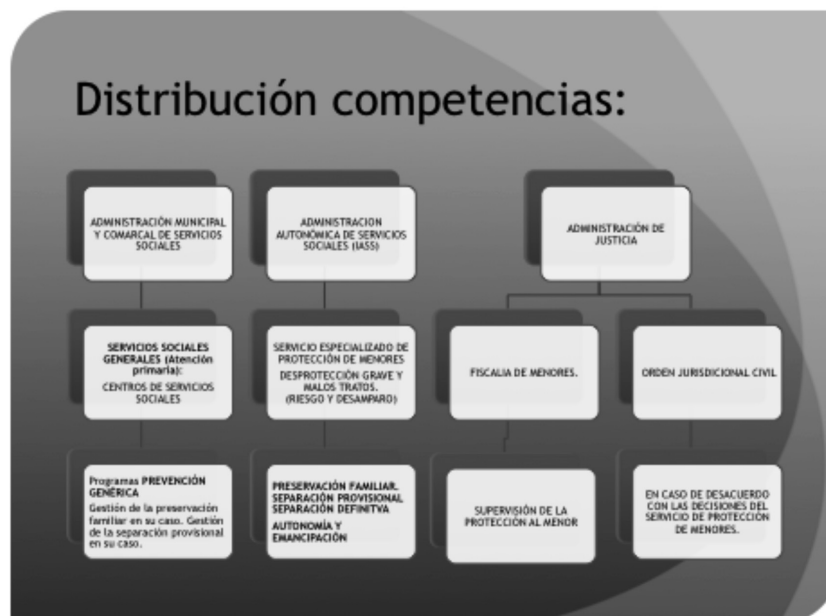 Distribución competencias:
ADMINISTRACIÓN MUNICIPAL
Y COMARCAL DE SERVICIOS
SOCIALES
ADMINISTRACION
AUTONÓMICA DE SERVICIOS
SOCIALES (IASS)
ADMINISTRACIÓN DE
JUSTICIA
SERVICIOS SOCIALES
GENERALES (Atención
primaria):
CENTROS DE SERVICIOS
SOCIALES
SERVICIO ESPECIALIZADO DE
PROTECCIÓN DE MENORES
DESPROTECCIÓN GRAVE Y
MALOS TRATOS.
(RIESGO Y DESAMPARO)
FISCALIA DE MENORES.
ORDEN JURISDICIONAL CIVIL
Programas PREVENCIÓN
GENÉRICA
Gestión de la preservación
familiar en su caso. Gestión
de la separación provisional
en su caso.
PRESERVACIÓN FAMILIAR.
SEPARACIÓN PROVISIONAL
SEPARACIÓN DEFINITVA
AUTONOMÍA Y
EMANCIPACIÓN
SUPERVISIÓN DE LA
PROTECCIÓN AL MENOR
EN CASO DE DESACUERDO
CON LAS DECISIONES DEL
SERVICIO DE PROTECCIÓN
DE MENORES.